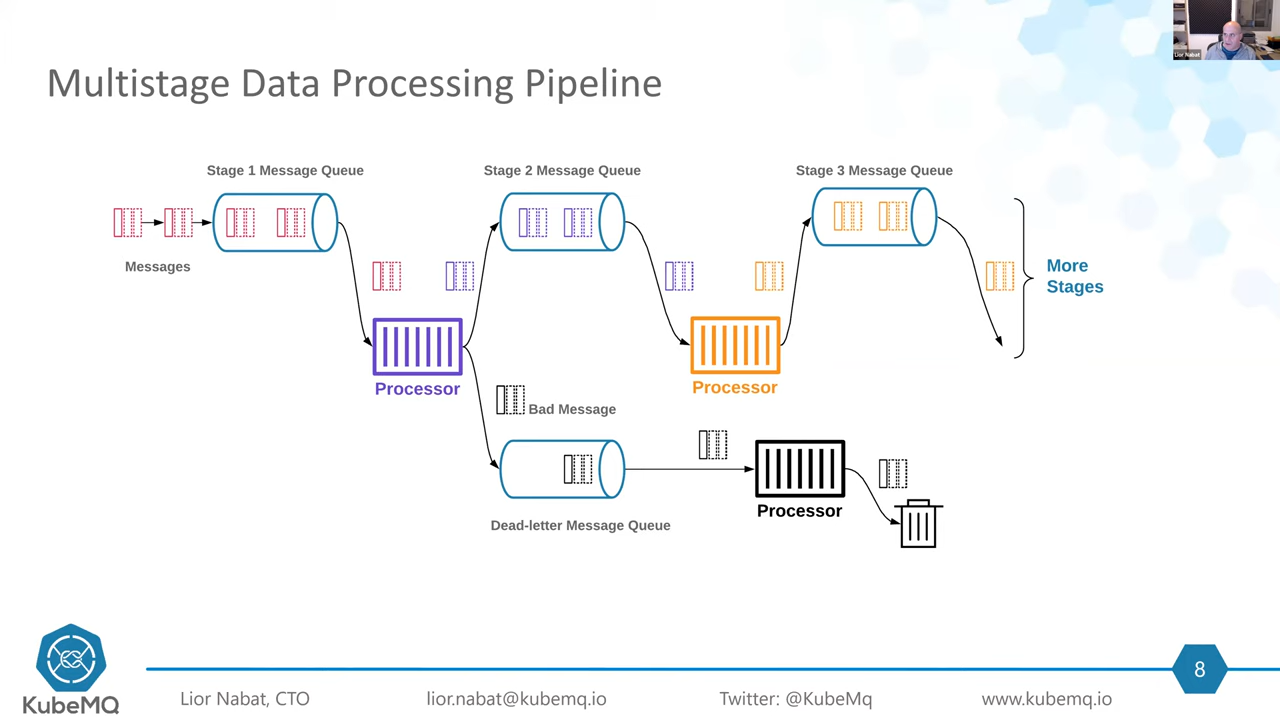 Lior Nabat
Multistage Data Processing Pipeline
Stage 1 Message Queue
Stage 2 Message Queue
Stage 3 Message Queue
Messages
More
Stages
Processor
Processor
Bad Message
Processor
Dead-letter Message Queue
8
KubeMQ
Lior Nabat, CTO
lior.nabat@kubemq.io
Twitter: @KubeMq
www.kubemq.io